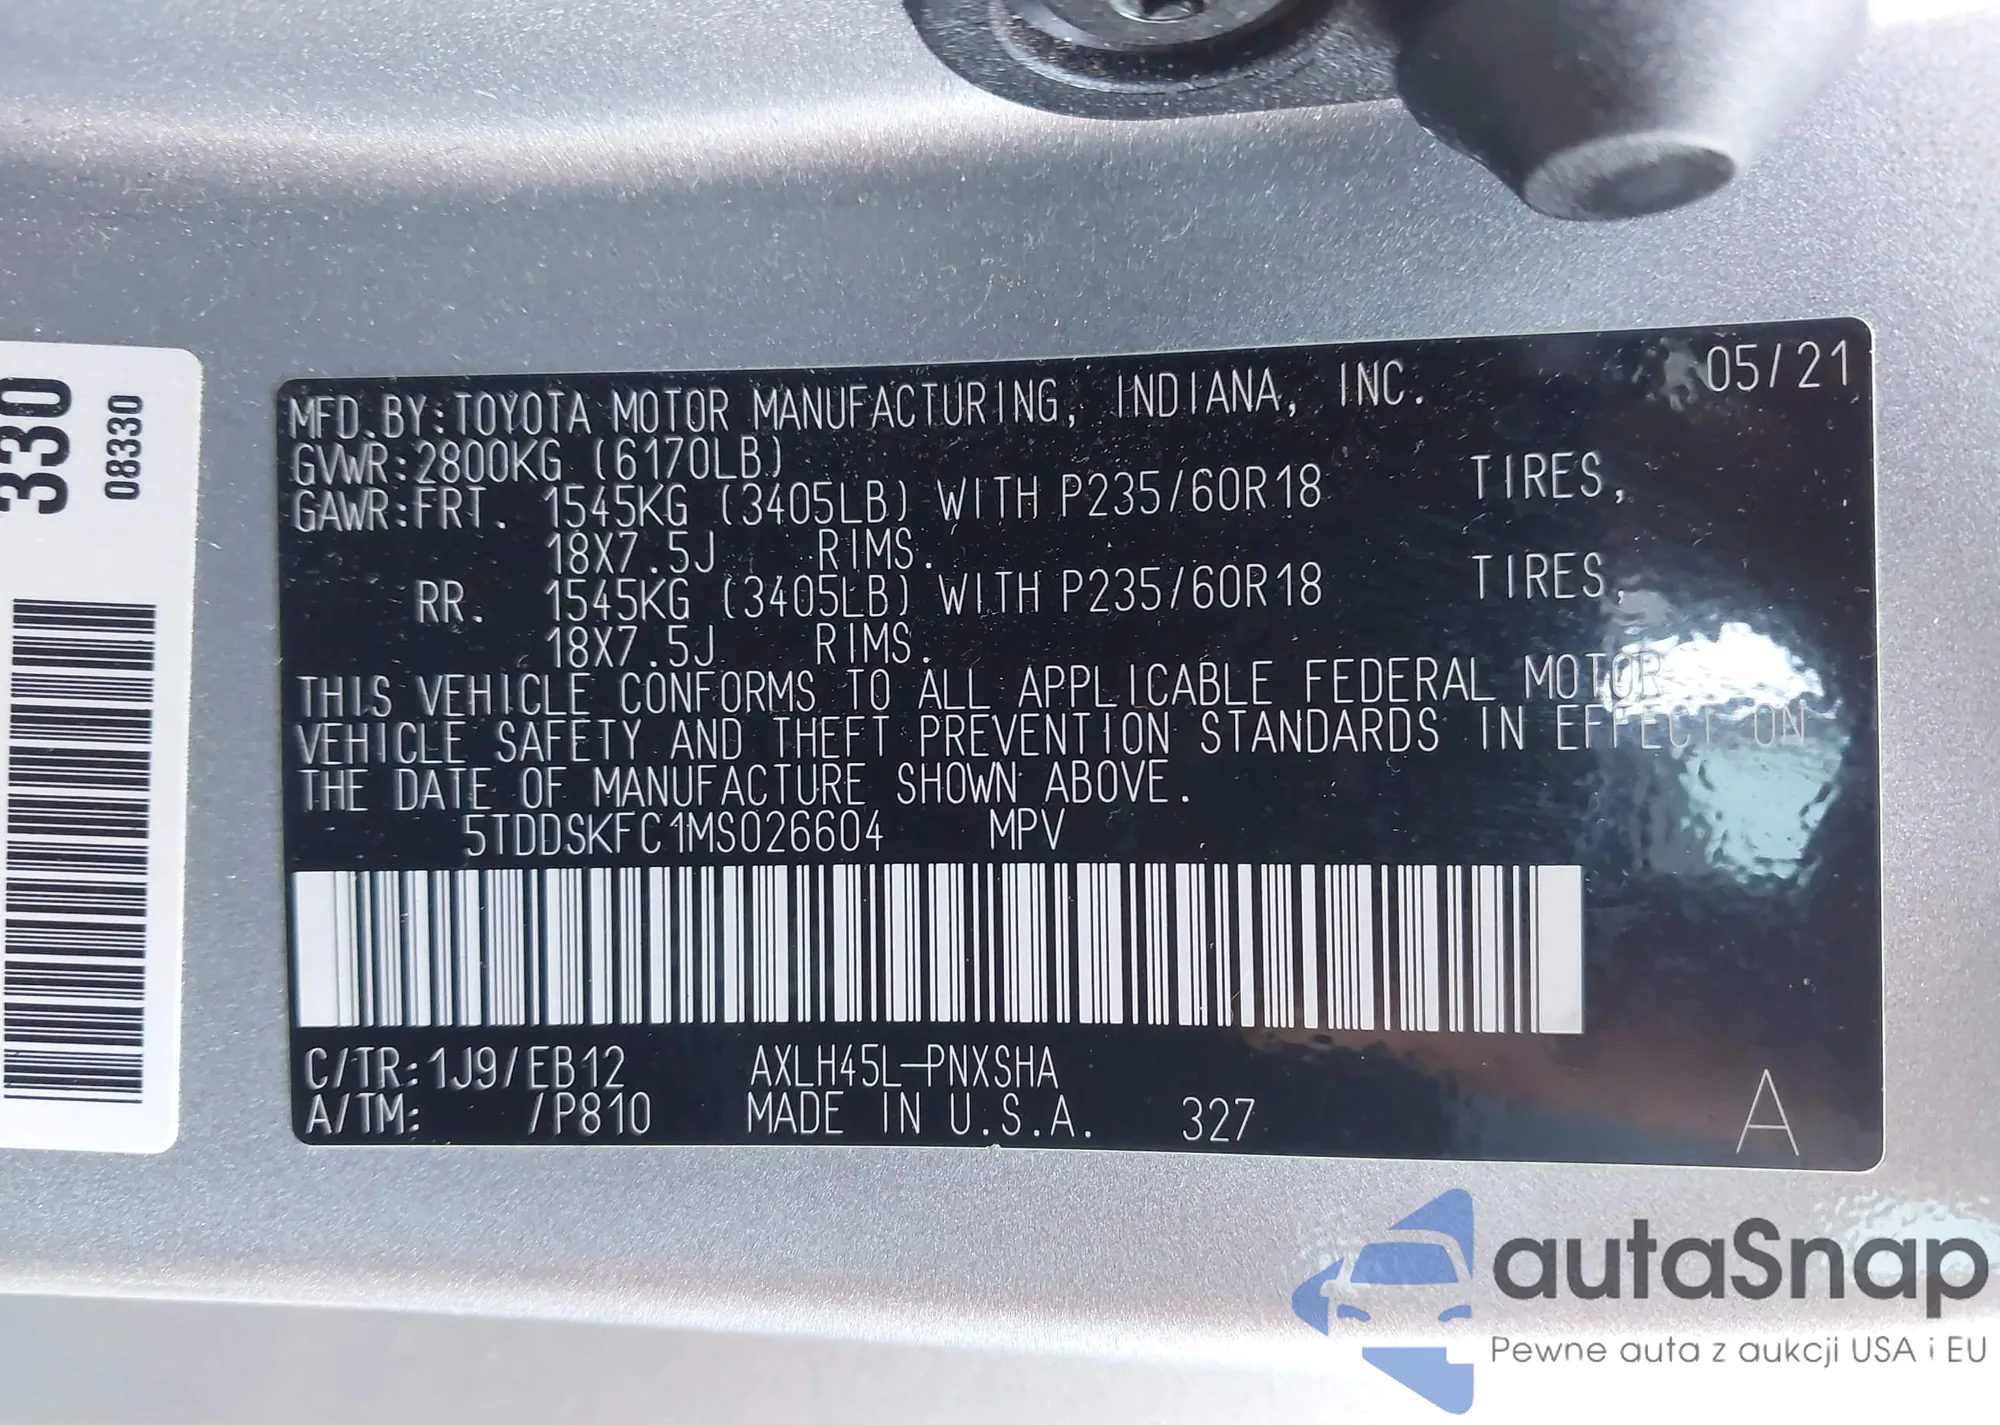 330
08330
05/21
MFD.BY:TOYOTA MOTOR MANUFACTURING, INDIANA, INC.
GVWR:2800KG (6170LB)
GAWR:FRT. 1545KG (3405LB) WITH P235/60R18 TIRES,
18X7.5J RIMS.
RR. 1545KG (3405LB) WITH P235/60R18 TIRES,
18X7.5J RIMS.
THIS VEHICLE CONFORMS TO ALL APPLICABLE FEDERAL MOTOR
VEHICLE SAFETY AND THEFT PREVENTION STANDARDS IN EFFECT ON
THE DATE OF MANUFACTURE SHOWN ABOVE.
5TDDSKFC1MS026604 MPV
C/TR:1J9/EB12 AXLH45L-PNXSHA
A/TM: /P810 MADE IN U.S.A. 327
A
autaSnap
Pewne auta z aukcji USA i EU